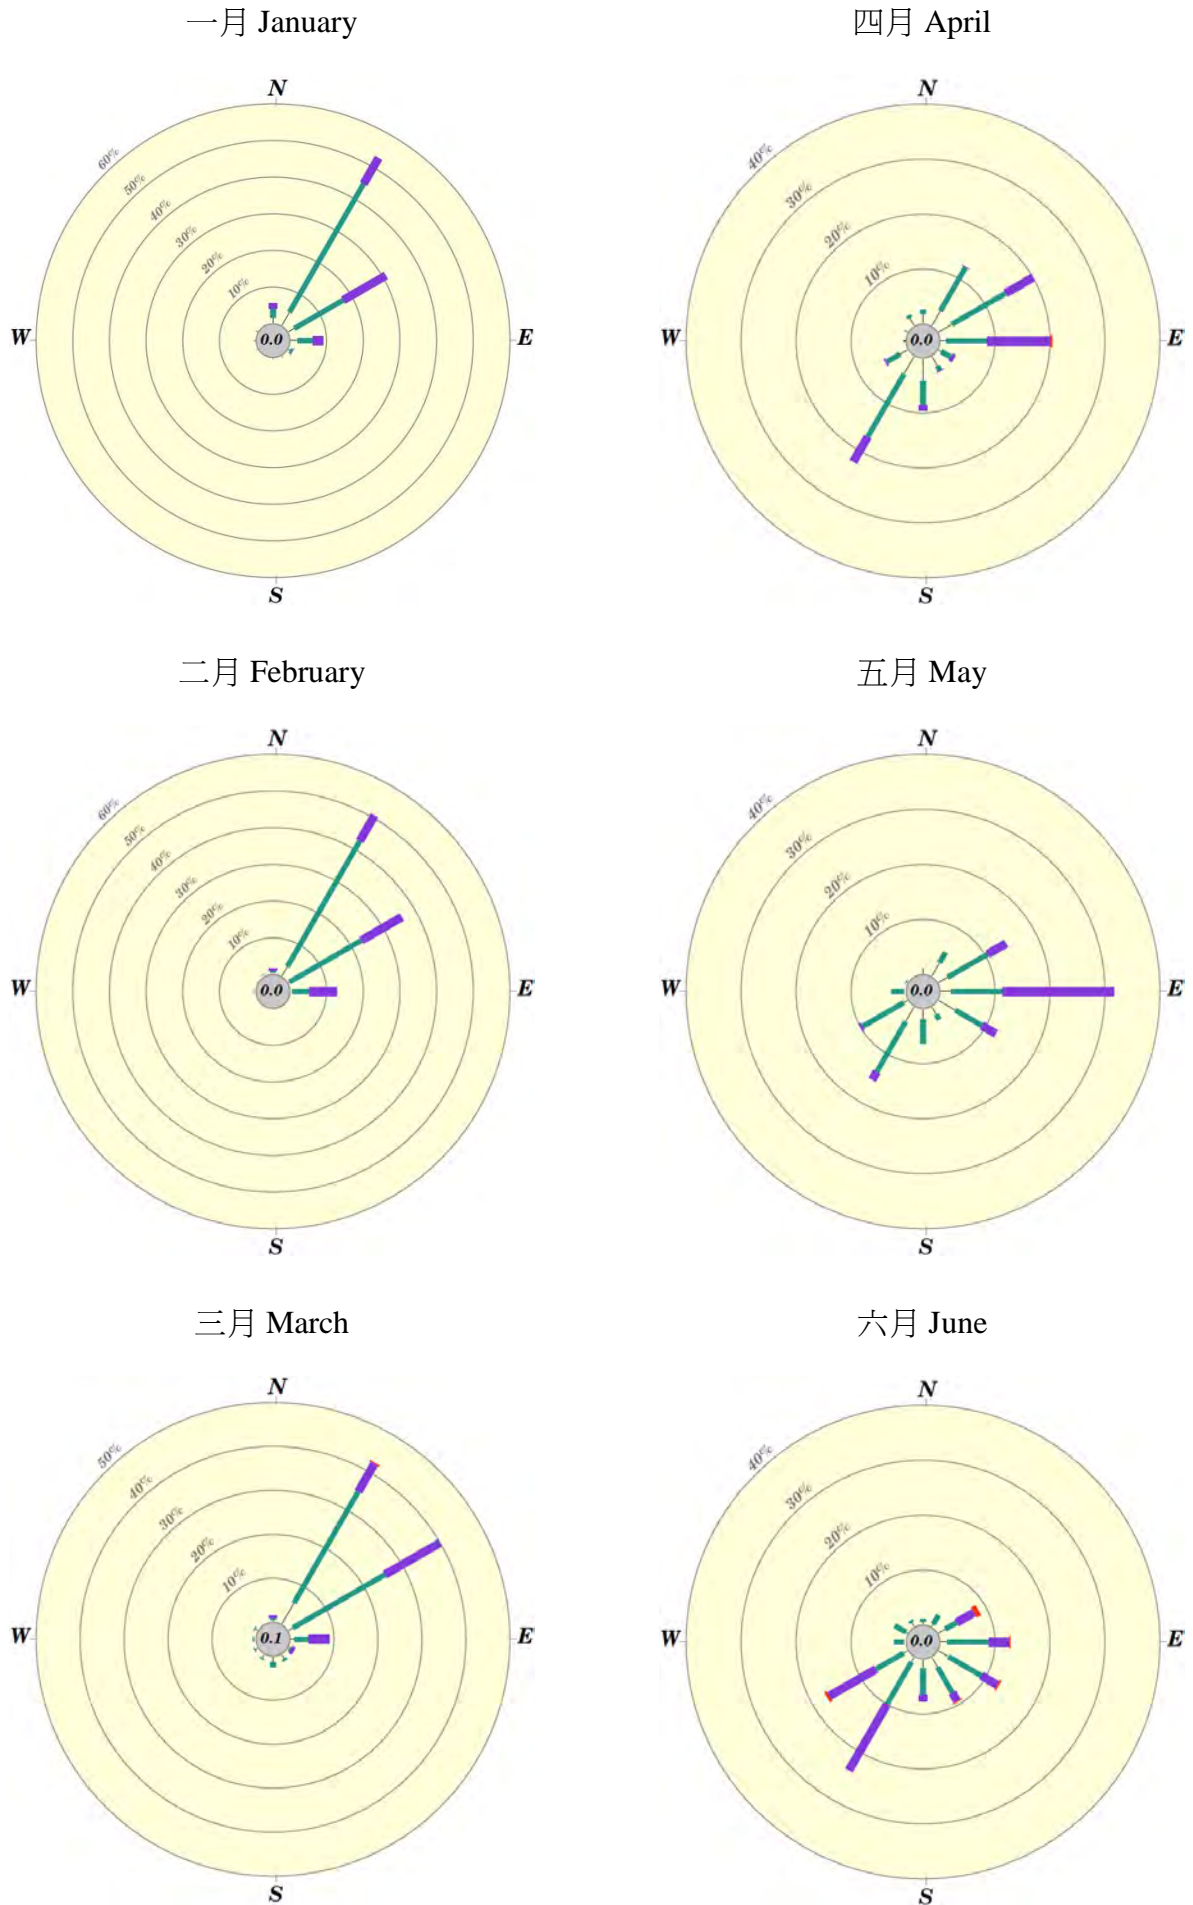 一月 January
N
60%
50%
40%
30%
20%
10%
W
0.0
E
S
四月 April
N
40%
30%
20%
10%
W
0.0
E
S
二月 February
N
60%
50%
40%
30%
20%
10%
W
0.0
E
S
五月 May
N
40%
30%
20%
10%
W
0.0
E
S
三月 March
N
50%
40%
30%
20%
10%
W
0.1
E
S
六月 June
N
40%
30%
20%
10%
W
0.0
E
S